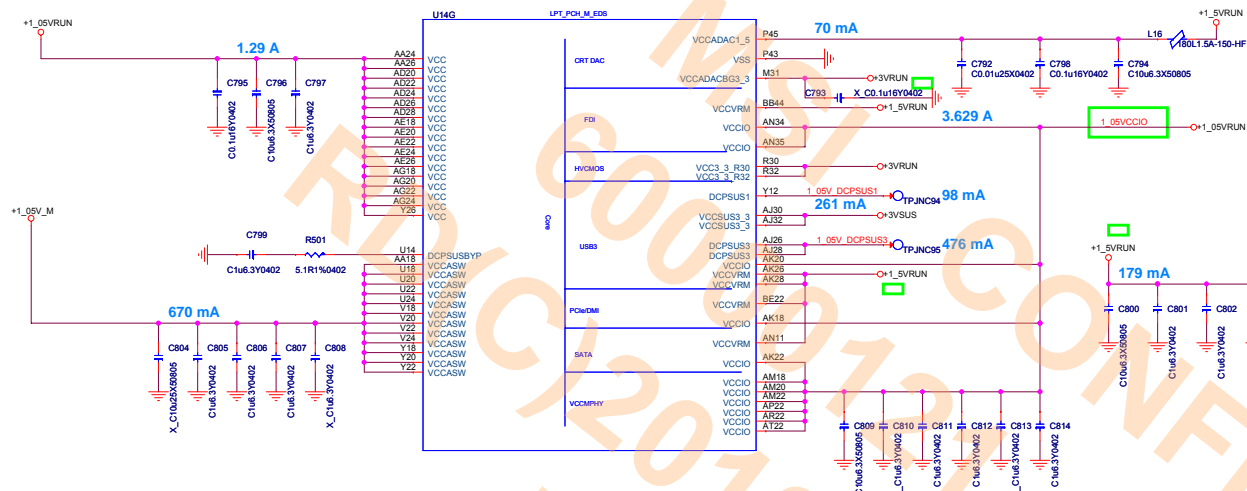 U14G
LPT_PCH_M_EDS
+1_05VRUN
1.29 A
C795
C796
C797
C0.1u16Y0402
C10u6.3X50805
C1u6.3Y0402
AA24 VCC
AA26 VCC
AD20 VCC
AD22 VCC
AD24 VCC
AD26 VCC
AD28 VCC
AE18 VCC
AE20 VCC
AE22 VCC
AE24 VCC
AE26 VCC
AG18 VCC
AG20 VCC
AG22 VCC
AG24 VCC
Y26 VCC
+1_05V_M
C799
R501
C1u6.3Y0402
5.1R1%0402
U14 DCPSUSBYP
AA18 VCCASW
U18 VCCASW
U20 VCCASW
U22 VCCASW
U24 VCCASW
V18 VCCASW
V20 VCCASW
V22 VCCASW
V24 VCCASW
Y18 VCCASW
Y20 VCCASW
Y22 VCCASW
670 mA
C804
C805
C806
C807
C808
X_C10u25X50805
C1u6.3Y0402
C1u6.3Y0402
C1u6.3Y0402
X_C1u6.3Y0402
Core
CRT DAC
FDI
HVCMOS
USB3
PCIe/DMI
SATA
VCCMPHY
VCCADAC1_5 P45
70 mA
L16
180L1.5A-150-HF
+1_5VRUN
C792
C0.01u25X0402
C798
C0.1u16Y0402
C794
C10u6.3X50805
VSS P43
VCCADACBG3_3 M31
+3VRUN
C793
X_C0.1u16Y0402
VCCVRM BB44
+1_5VRUN
VCCIO AN34
3.629 A
1_05VCCIO
+1_05VRUN
VCCIO AN35
VCC3_3_R30 R30
+3VRUN
VCC3_3_R32 R32
DCPSUS1 Y12
1_05V_DCPSUS1
TPJNC94
98 mA
261 mA
VCCSUS3_3 AJ30
+3VSUS
VCCSUS3_3 AJ32
DCPSUS3 AJ26
1_05V_DCPSUS3
TPJNC95
476 mA
DCPSUS3 AJ28
VCCIO AK20
VCCVRM AK26
+1_5VRUN
VCCVRM AK28
VCCVRM BE22
VCCIO AK18
VCCVRM AN11
VCCIO AK22
VCCIO AM18
VCCIO AM20
VCCIO AM22
VCCIO AP22
VCCIO AR22
VCCIO AT22
+1_5VRUN
179 mA
C800
C801
C802
C10u6.3X50805
C1u6.3Y0402
C1u6.3Y0402
C809
C810
C811
C812
C813
C814
C10u6.3X50805
C1u6.3Y0402
C1u6.3Y0402
C1u6.3Y0402
C1u6.3Y0402
MSI CONF
RD(C)201